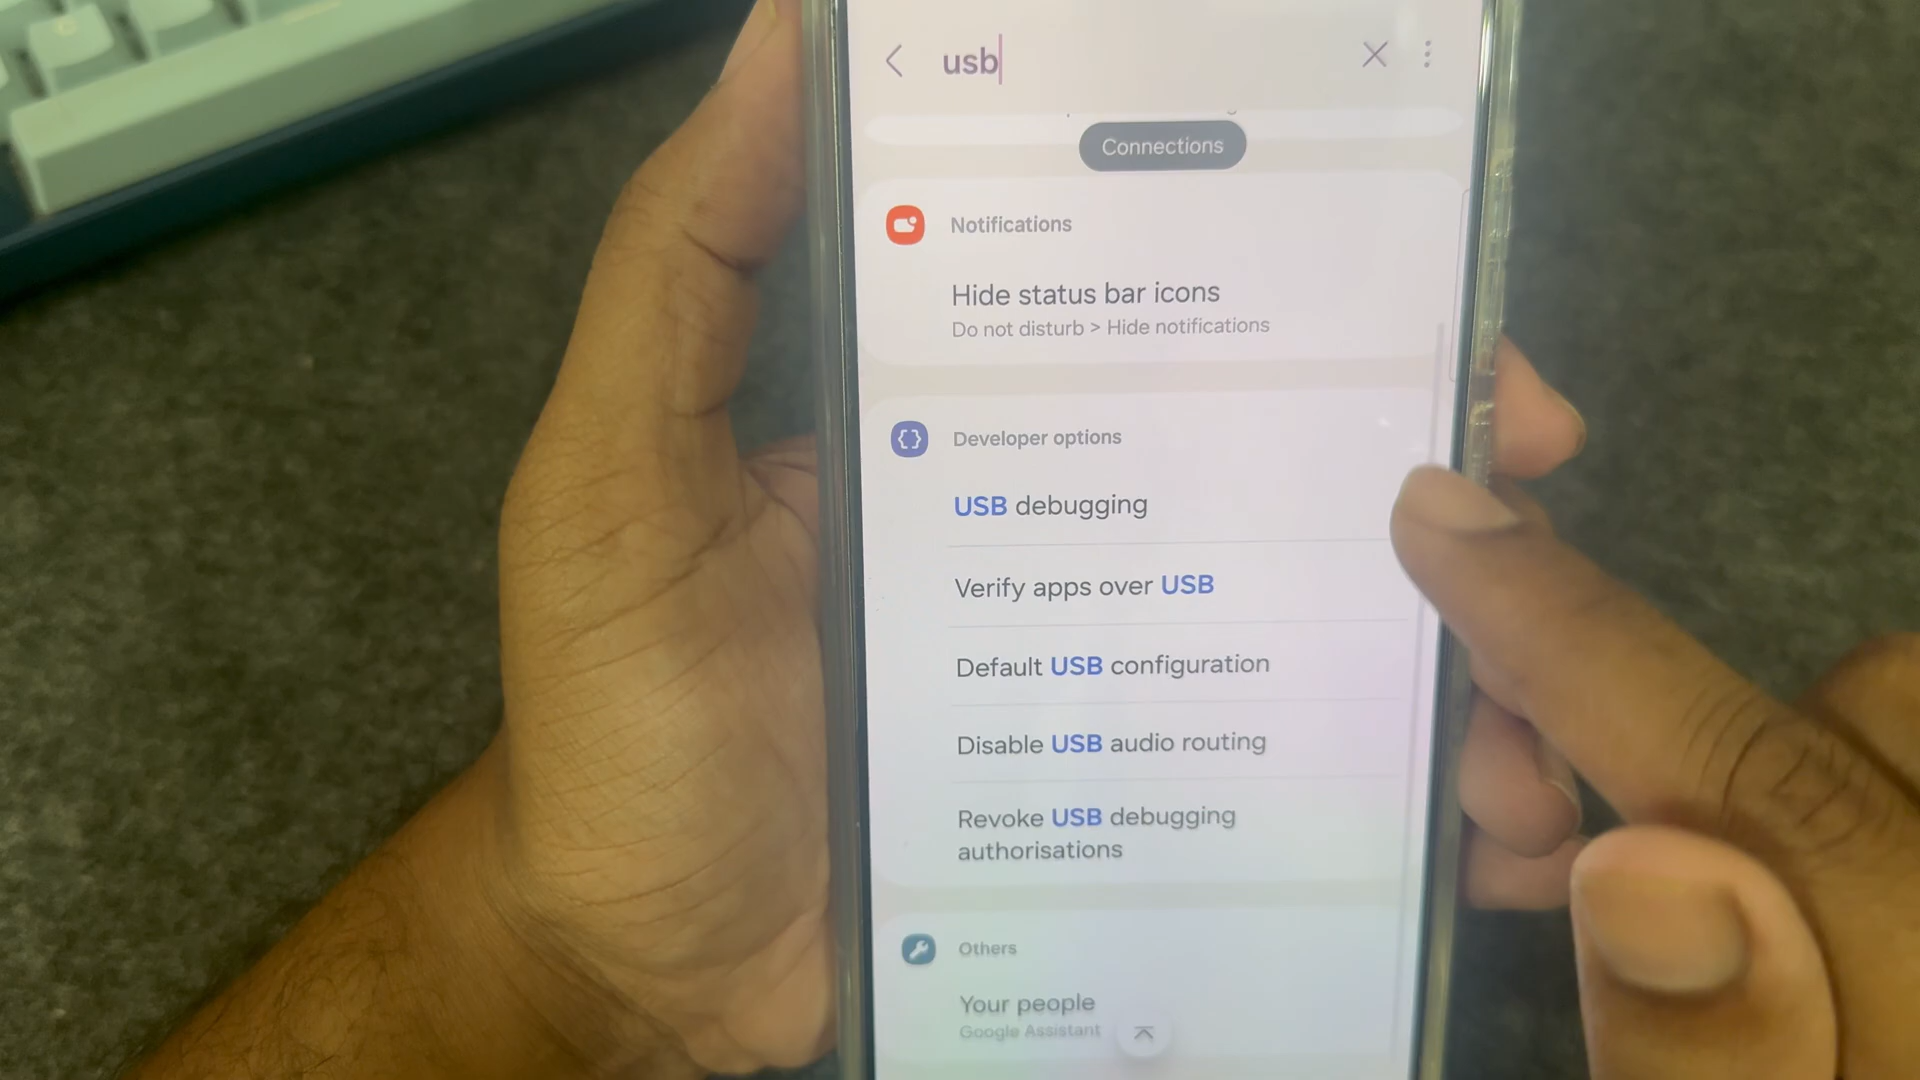 usb
Connections
Notifications
Hide status bar icons
Do not disturb > Hide notifications
Developer options
USB debugging
Verify apps over USB
Default USB configuration
Disable USB audio routing
Revoke USB debugging
authorisations
Others
Your people
Google Assistant